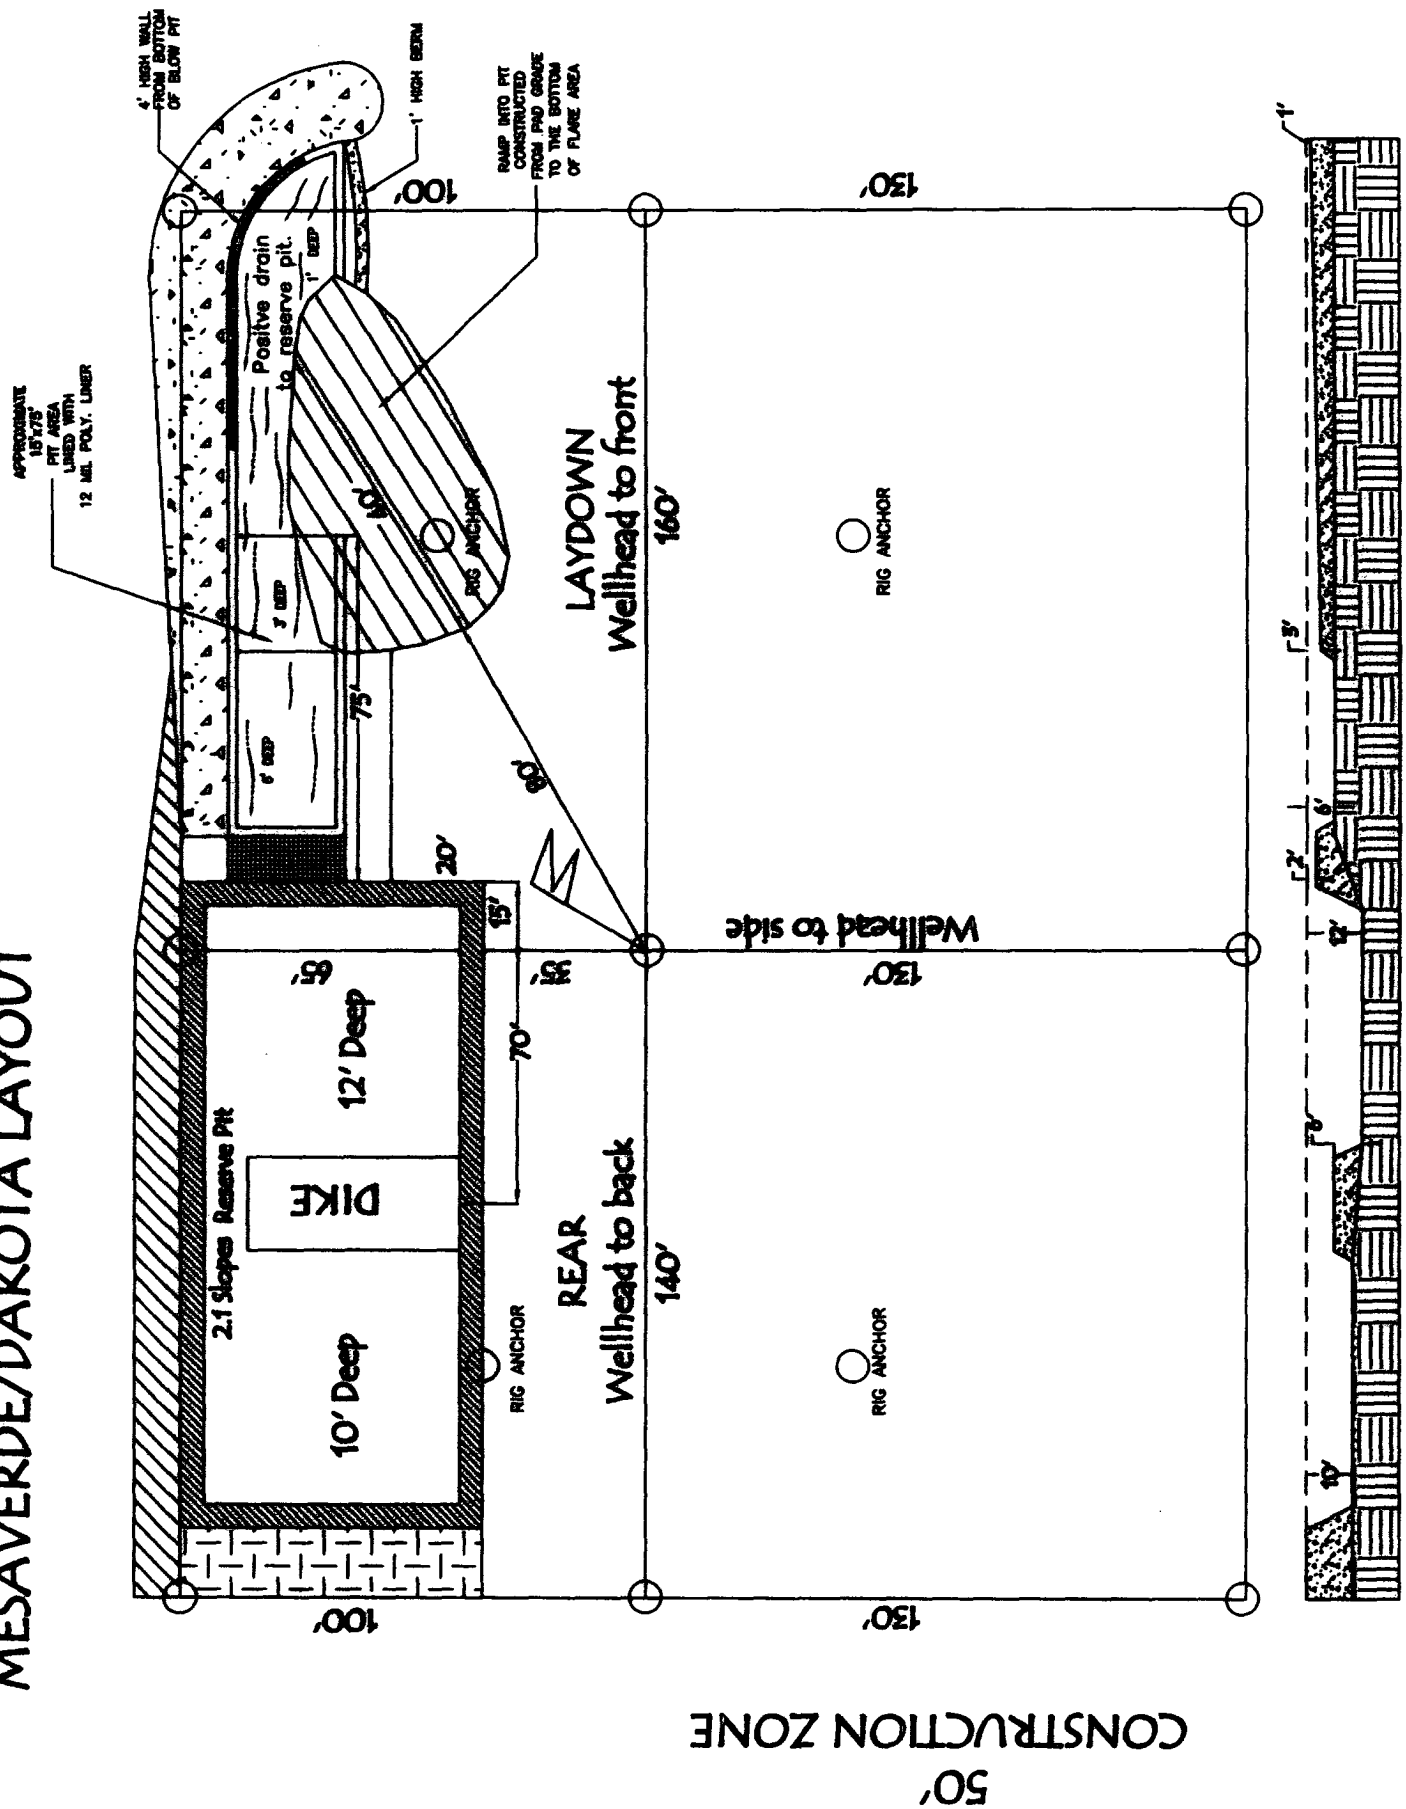 MESAVERDE/DAKOTA LAYOUT
APPROXIMATE
15'x75'
PIT AREA
LINED WITH
12 MIL POLY. LINER
4' HIGH WALL
FROM BOTTOM
OF BLOW PIT
1' HIGH BERM
RAMP INTO PIT
CONSTRUCTED
FROM PAD GRADE
TO THE BOTTOM
OF FLARE AREA
Positve drain
to reserve pit.
1' DEEP
3' DEEP
6' DEEP
75'
40'
80'
20'
15'
70'
65'
35'
2.1 Slopes Reserve Pit
12' Deep
DIKE
10' Deep
RIG ANCHOR
RIG ANCHOR
RIG ANCHOR
RIG ANCHOR
REAR
Wellhead to back
140'
LAYDOWN
Wellhead to front
160'
Wellhead to side
130'
100'
130'
100'
130'
1'
3'
6'
2'
12'
10'
CONSTRUCTION ZONE
50'